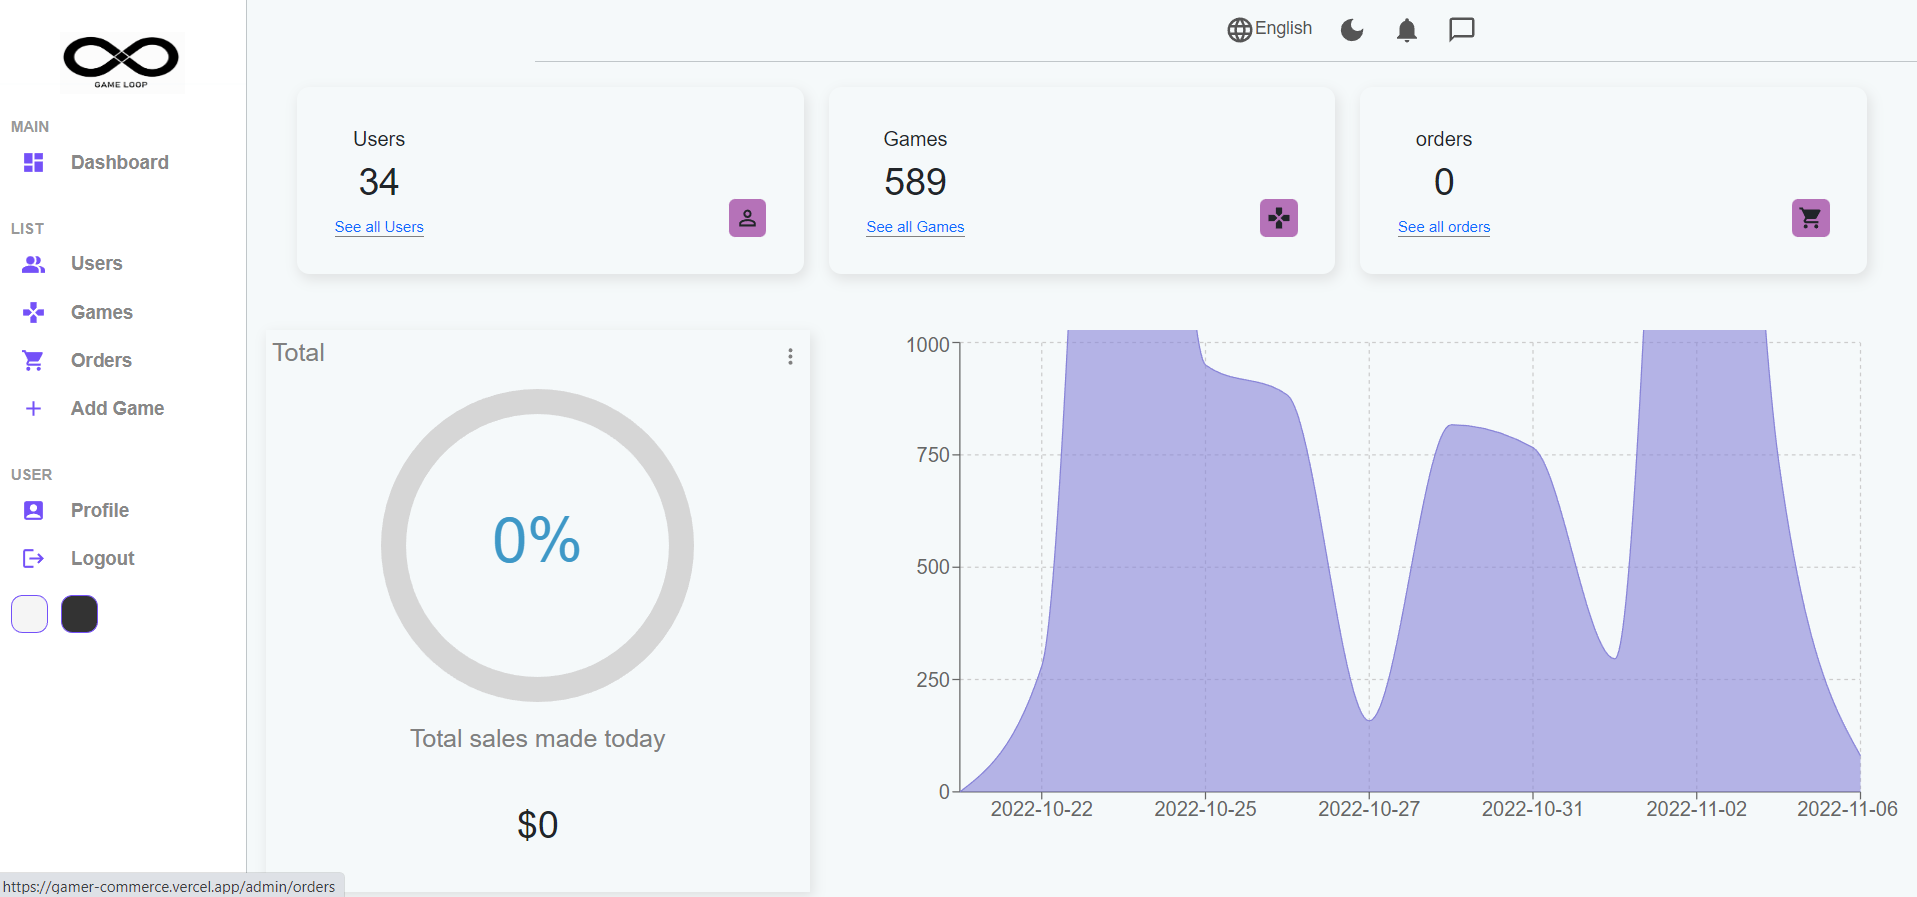 GAME LOOP
MAIN
Dashboard
LIST
Users
Games
Orders
Add Game
USER
Profile
Logout
English
Users
34
See all Users
Games
589
See all Games
orders
0
See all orders
Total
0%
Total sales made today
$0
1000
750
500
250
0
2022-10-22 2022-10-25 2022-10-27 2022-10-31 2022-11-02 2022-11-06
https://gamer-commerce.vercel.app/admin/orders